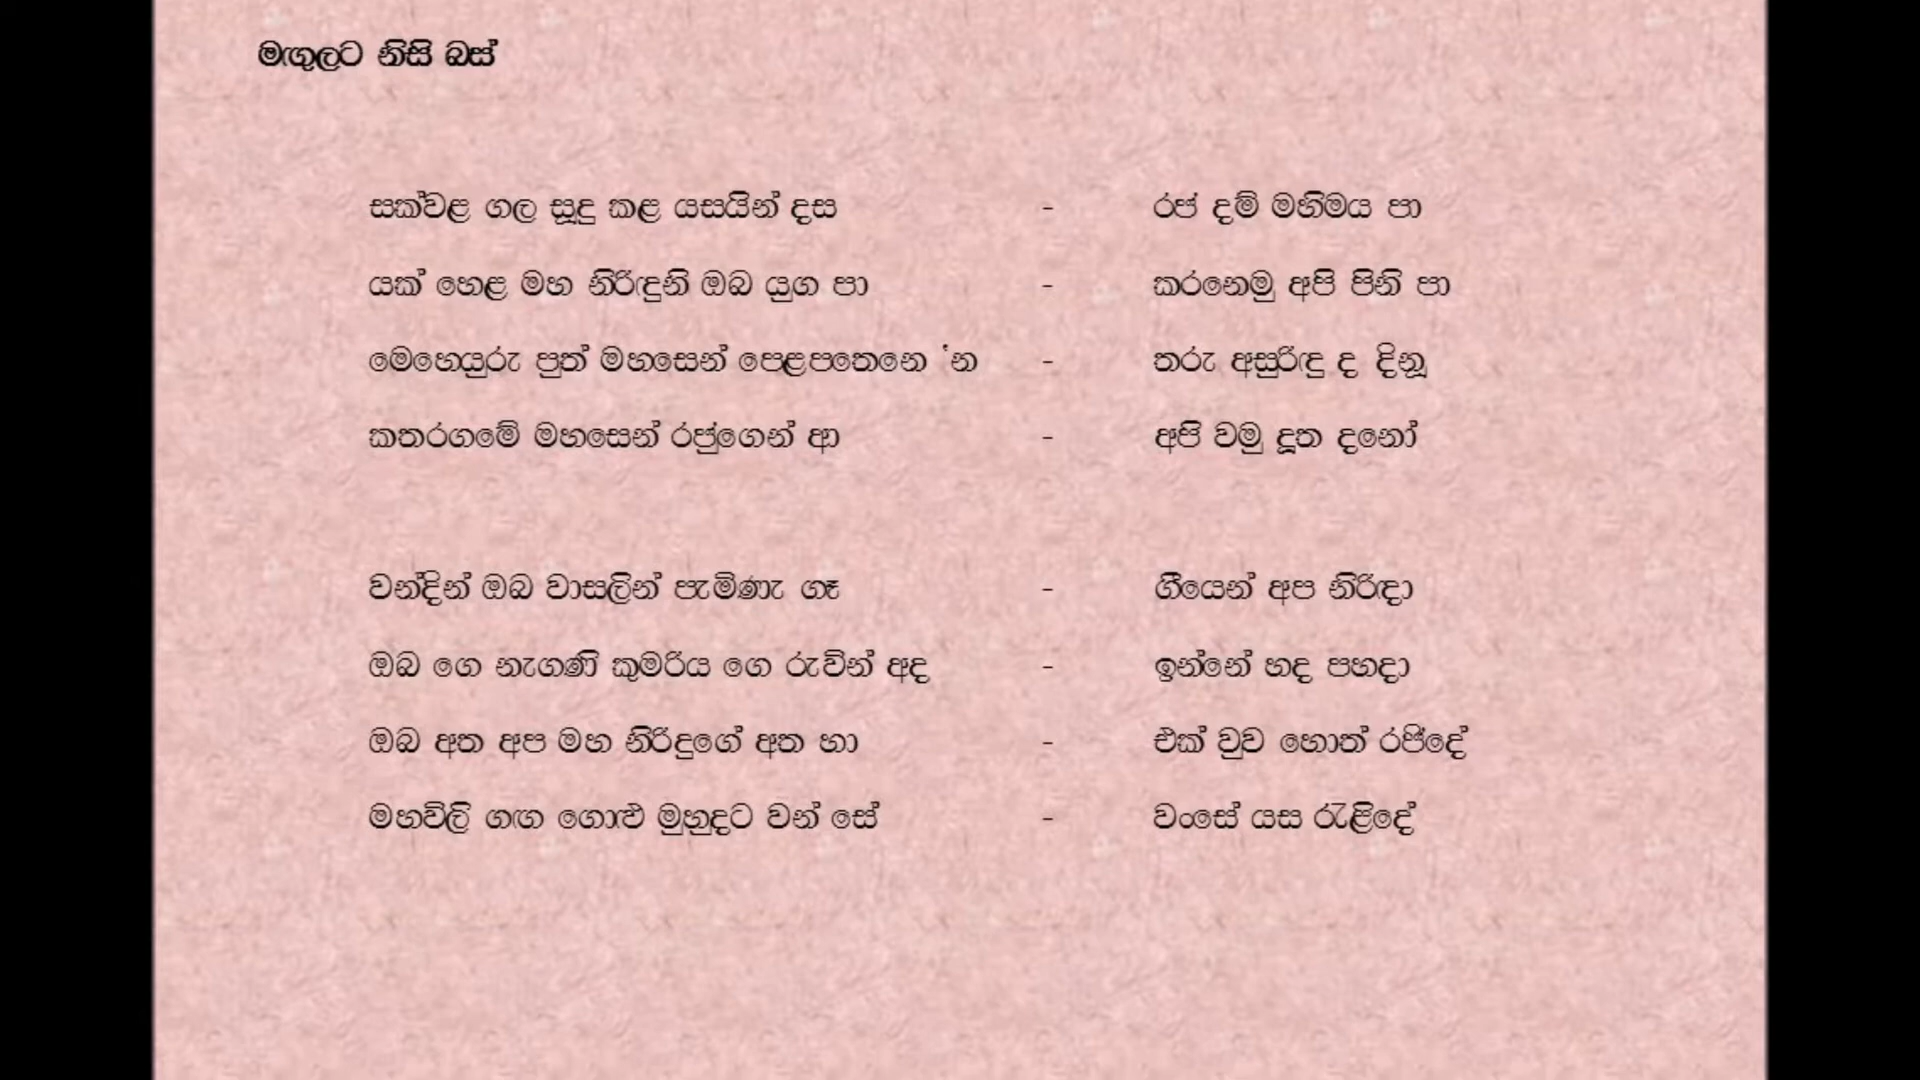 මඟුලට නිසි බස්
සක්වළ ගල සූදු කළ යසයින් දස - රජ් දම් මහිමය පා
යක් හෙළ මහ නිරිඳුනි ඔබ යුග පා - කරනෙමු අපි පිනි පා
මෙහෙයුරු පුත් මහසෙන් පෙළපතෙනෙ 'න - තරු අසුරිඳු ද දිනූ
කතරගමේ මහසෙන් රජුගෙන් ආ - අපි වමු දූත දනෝ
වන්දින් ඔබ වාසලින් පැමිණැ ගෑ - ගීයෙන් අප නිරිඳා
ඔබ ගෙ නැගණි කුමරිය ගෙ රුවින් අද - ඉන්නේ හද පහදා
ඔබ අත අප මහ නිරිදුගේ අත හා - එක් වුව හොත් රජිදේ
මහවිලි ගඟ ගොළු මුහුදට වන් සේ - වංසේ යස රැළිදේ